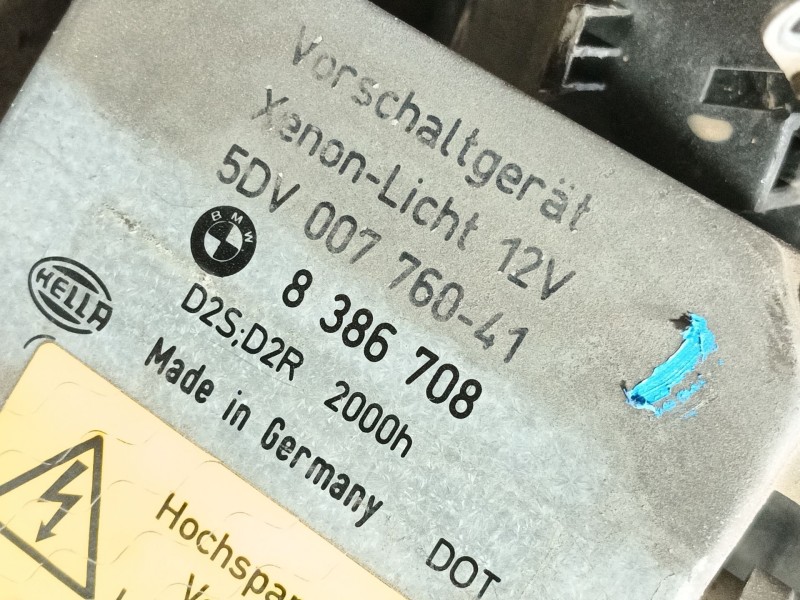 Vorschaltgerät
Xenon-Licht 12V
5DV 007 760-41
BMW
8 386 708
HELLA
D2S;D2R 2000h
Made in Germany
DOT